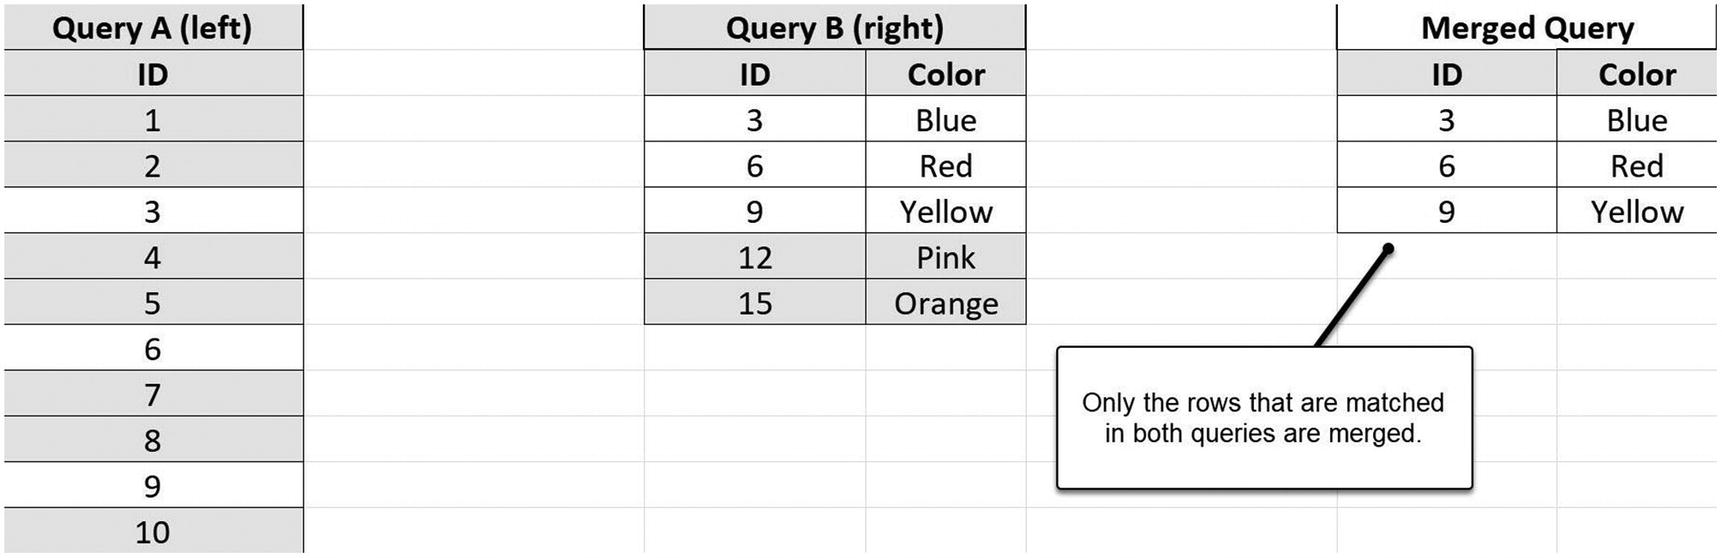 Query A (left) Query B (right) Merged Query
ID ID Color ID Color
1 3 Blue 3 Blue
2 6 Red 6 Red
3 9 Yellow 9 Yellow
4 12 Pink
5 15 Orange
6
7
8
9
10
Only the rows that are matched
in both queries are merged.